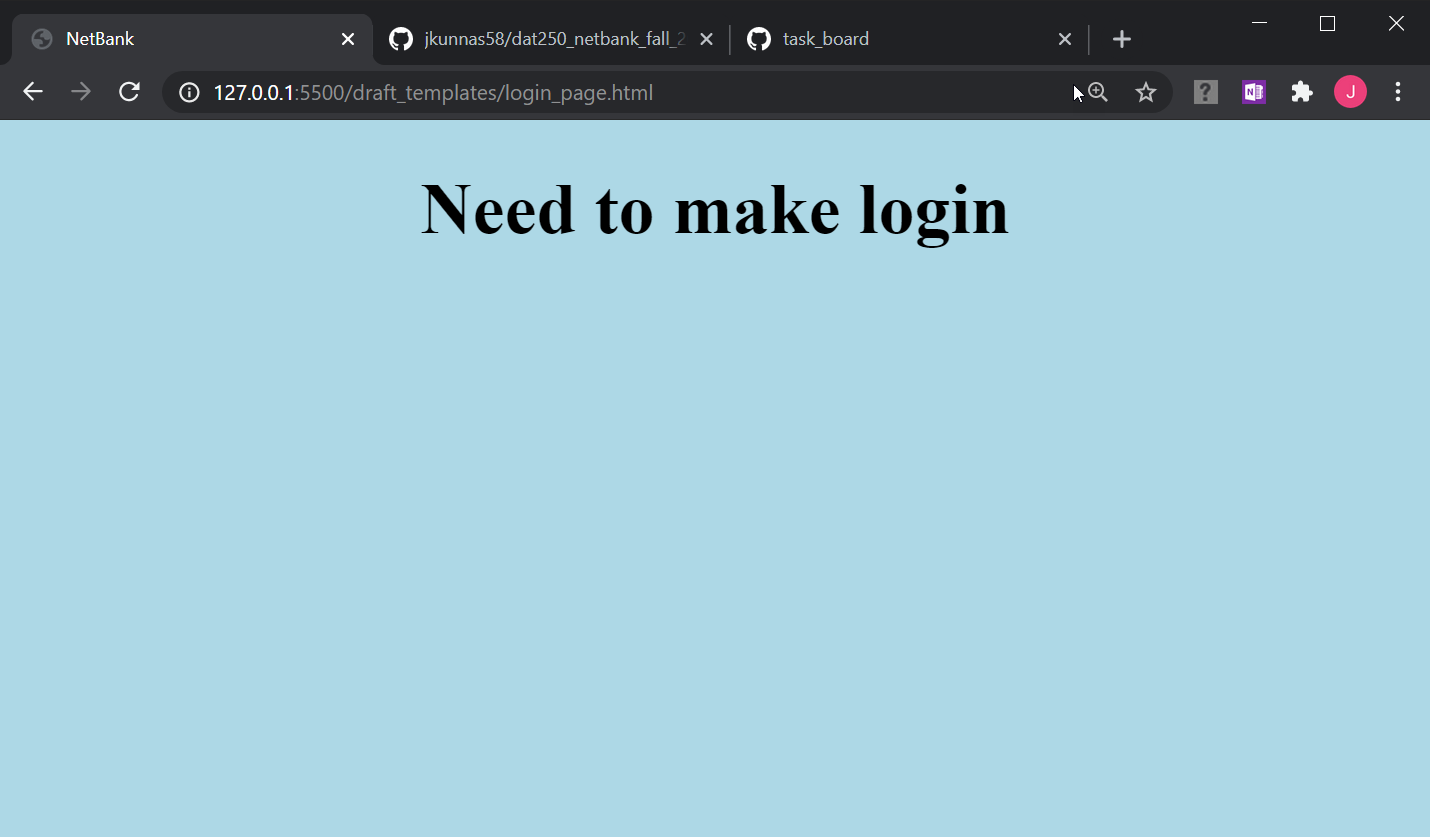 NetBank
jkunnas58/dat250_netbank_fall_2
task_board
127.0.0.1:5500/draft_templates/login_page.html
J
Need to make login